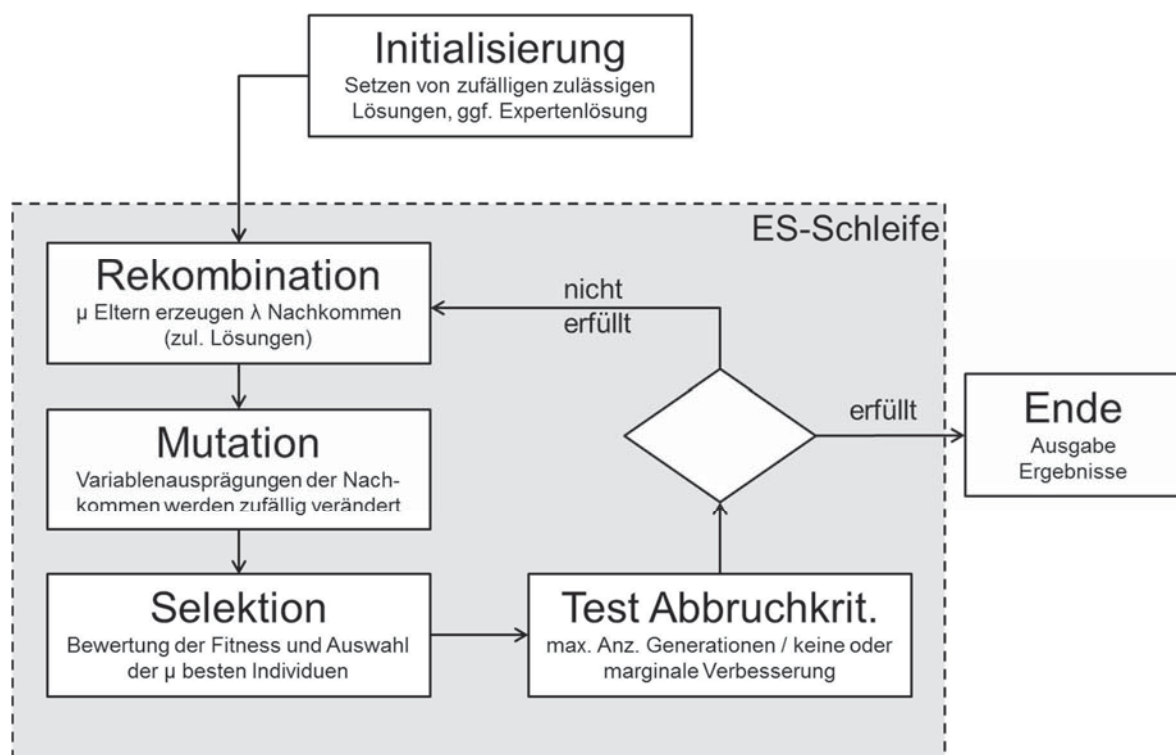 Initialisierung
Setzen von zufälligen zulässigen
Lösungen, ggf. Expertenlösung
ES-Schleife
Rekombination
μ Eltern erzeugen λ Nachkommen
(zul. Lösungen)
nicht
erfüllt
Mutation
Variablenausprägungen der Nach-
kommen werden zufällig verändert
erfüllt
Ende
Ausgabe
Ergebnisse
Selektion
Bewertung der Fitness und Auswahl
der μ besten Individuen
Test Abbruchkrit.
max. Anz. Generationen / keine oder
marginale Verbesserung